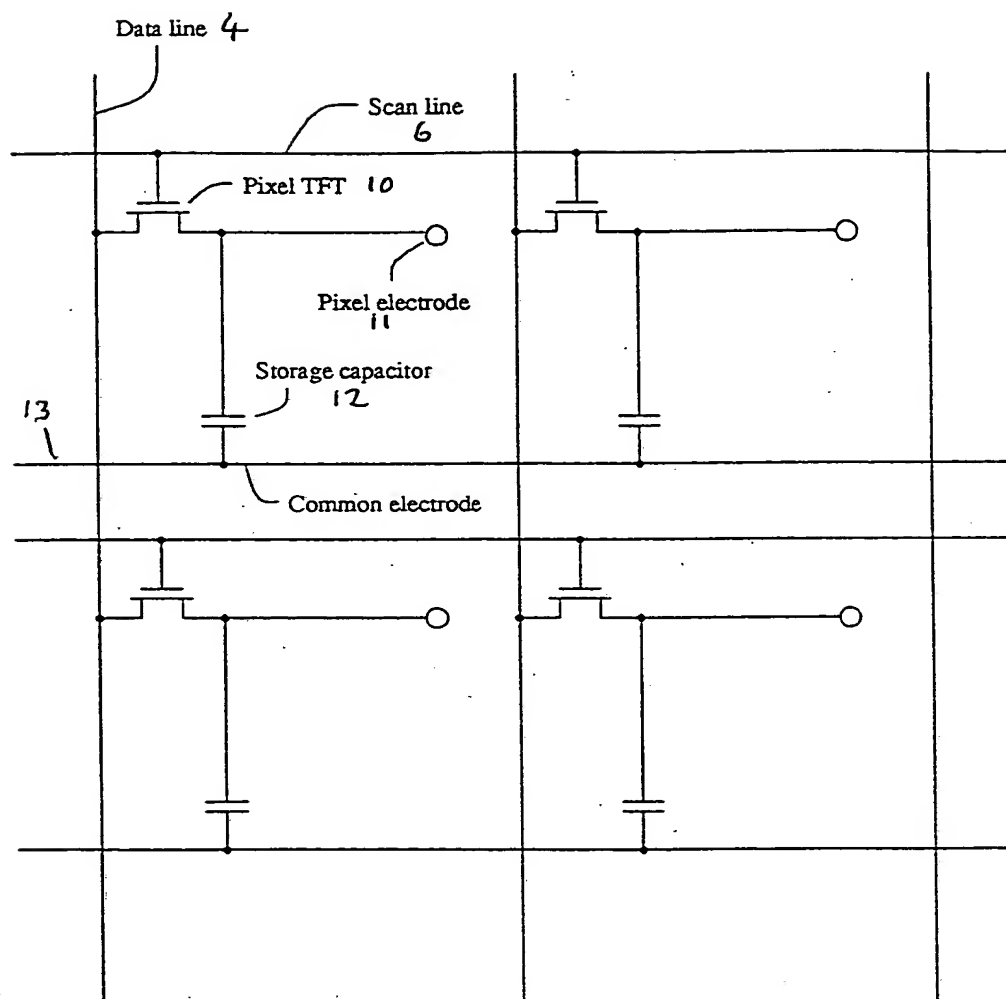 Data line 4
Scan line
6
Pixel TFT 10
Pixel electrode
11
Storage capacitor
12
13
Common electrode